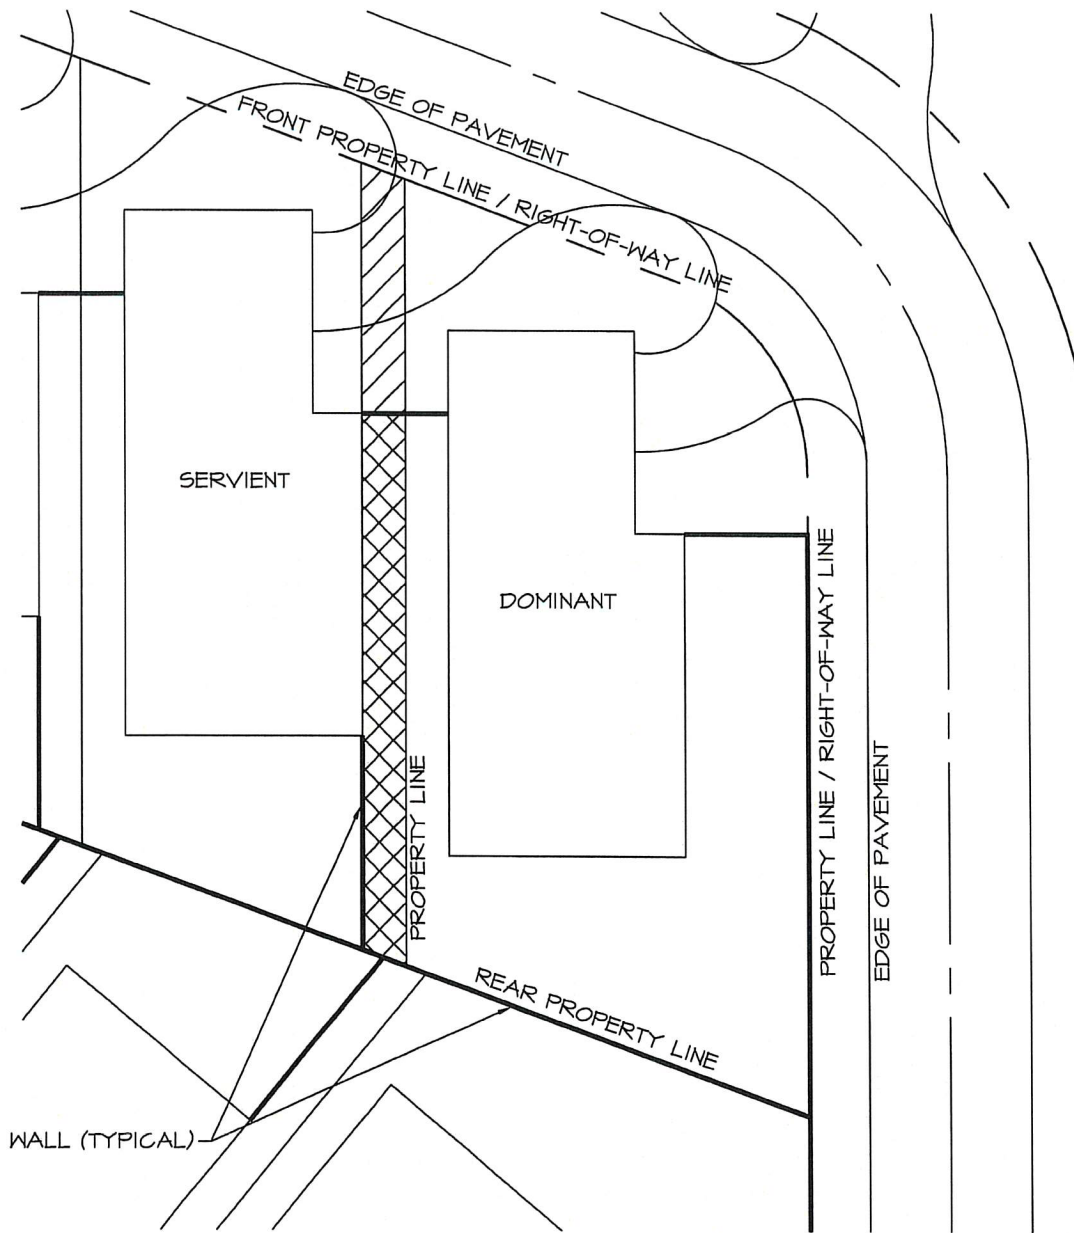 EDGE OF PAVEMENT
FRONT PROPERTY LINE / RIGHT-OF-WAY LINE
SERVIENT
DOMINANT
PROPERTY LINE / RIGHT-OF-WAY LINE
EDGE OF PAVEMENT
PROPERTY LINE
REAR PROPERTY LINE
WALL (TYPICAL)